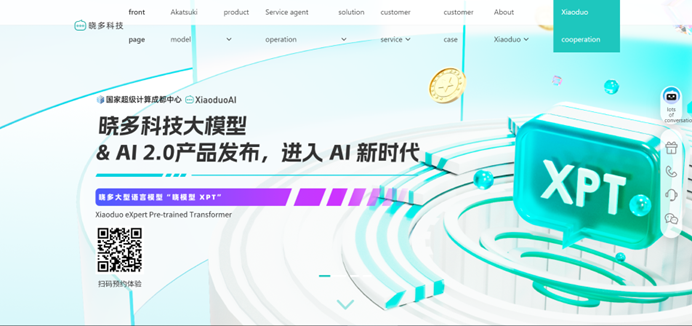 晓多科技
front page
Akatsuki model
product
Service agent operation
solution
customer service
customer case
About Xiaoduo
Xiaoduo cooperation
国家超级计算成都中心 XiaoduoAI
晓多科技大模型
& AI 2.0产品发布，进入 AI 新时代
晓多大型语言模型“晓模型 XPT”
Xiaoduo eXpert Pre-trained Transformer
扫码预约体验
XPT
lots
of